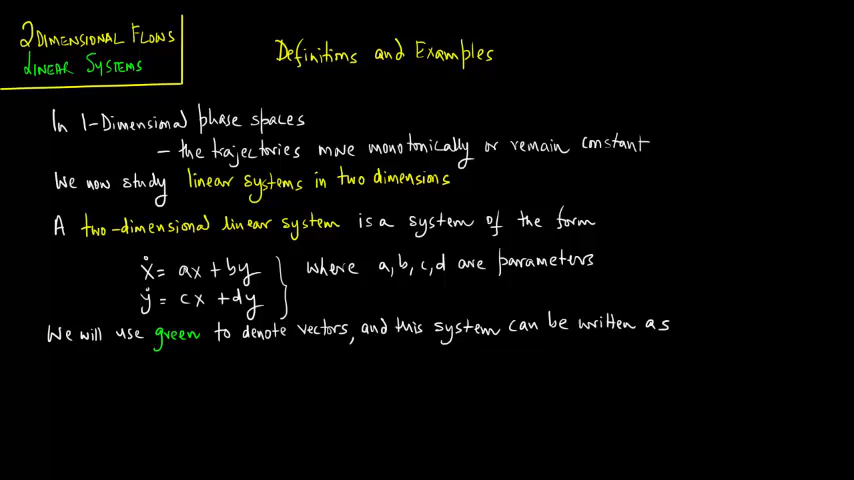 2 Dimensional Flows
Linear Systems
Definitions and Examples
In 1-Dimensional phase spaces
- the trajectories move monotonically or remain constant
We now study linear systems in two dimensions
A two-dimensional linear system is a system of the form
ẋ = ax + by
ẏ = cx + dy } where a, b, c, d are parameters
We will use green to denote vectors, and this system can be written as